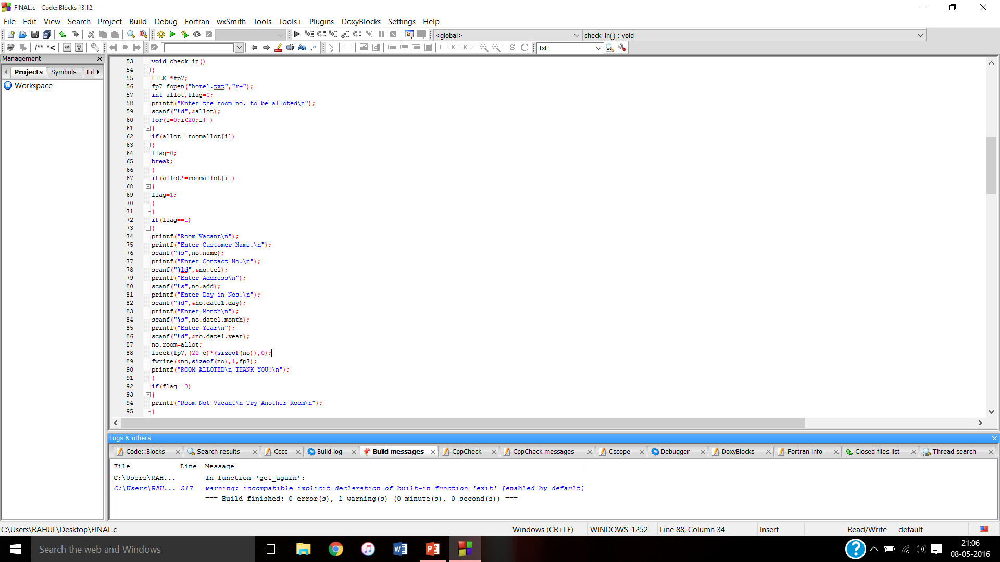 FINAL.c - Code::Blocks 13.12
File Edit View Search Project Build Debug Fortran wxSmith Tools Tools+ Plugins DoxyBlocks Settings Help
<global> check_in() : void
/** *< Aa .* S C txt
Management
Projects Symbols Fil
Workspace
53 void check_in()
54 {
55 FILE *fp7;
56 fp7=fopen("hotel.txt","r+");
57 int allot,flag=0;
58 printf("Enter the room no. to be alloted\n");
59 scanf("%d",&allot);
60 for(i=0;i<20;i++)
61 {
62 if(allot==roomallot[i])
63 {
64 flag=0;
65 break;
66 }
67 if(allot!=roomallot[i])
68 {
69 flag=1;
70 }
71 }
72 if(flag==1)
73 {
74 printf("Room Vacant\n");
75 printf("Enter Customer Name.\n");
76 scanf("%s",no.name);
77 printf("Enter Contact No.\n");
78 scanf("%ld",&no.tel);
79 printf("Enter Address\n");
80 scanf("%s",no.add);
81 printf("Enter Day in Nos.\n");
82 scanf("%d",&no.date1.day);
83 printf("Enter Month\n");
84 scanf("%s",no.date1.month);
85 printf("Enter Year\n");
86 scanf("%d",&no.date1.year);
87 no.room=allot;
88 fseek(fp7,(20-c)*(sizeof(no)),0);
89 fwrite(&no,sizeof(no),1,fp7);
90 printf("ROOM ALLOTED\n THANK YOU!\n");
91 }
92 if(flag==0)
93 {
94 printf("Room Not Vacant\n Try Another Room\n");
95 }
Logs & others
Code::Blocks Search results Cccc Build log Build messages CppCheck CppCheck messages Cscope Debugger DoxyBlocks Fortran info Closed files list Thread search
File Line Message
C:\Users\RAH... In function 'get_again':
C:\Users\RAH... 217 warning: incompatible implicit declaration of built-in function 'exit' [enabled by default]
=== Build finished: 0 error(s), 1 warning(s) (0 minute(s), 0 second(s)) ===
C:\Users\RAHUL\Desktop\FINAL.c Windows (CR+LF) WINDOWS-1252 Line 88, Column 34 Insert Read/Write default
Search the web and Windows
21:06
08-05-2016